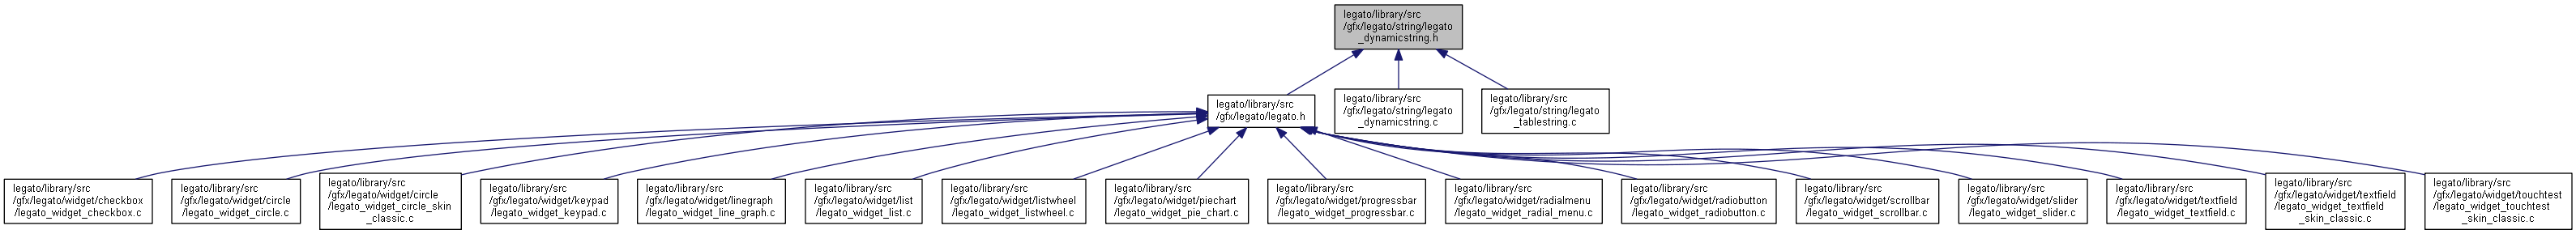 legato/library/src
/gfx/legato/string/legato
_dynamicstring.h
legato/library/src
/gfx/legato/legato.h
legato/library/src
/gfx/legato/string/legato
_dynamicstring.c
legato/library/src
/gfx/legato/string/legato
_tablestring.c
legato/library/src
/gfx/legato/widget/checkbox
/legato_widget_checkbox.c
legato/library/src
/gfx/legato/widget/circle
/legato_widget_circle.c
legato/library/src
/gfx/legato/widget/circle
/legato_widget_circle_skin
_classic.c
legato/library/src
/gfx/legato/widget/keypad
/legato_widget_keypad.c
legato/library/src
/gfx/legato/widget/linegraph
/legato_widget_line_graph.c
legato/library/src
/gfx/legato/widget/list
/legato_widget_list.c
legato/library/src
/gfx/legato/widget/listwheel
/legato_widget_listwheel.c
legato/library/src
/gfx/legato/widget/piechart
/legato_widget_pie_chart.c
legato/library/src
/gfx/legato/widget/progressbar
/legato_widget_progressbar.c
legato/library/src
/gfx/legato/widget/radialmenu
/legato_widget_radial_menu.c
legato/library/src
/gfx/legato/widget/radiobutton
/legato_widget_radiobutton.c
legato/library/src
/gfx/legato/widget/scrollbar
/legato_widget_scrollbar.c
legato/library/src
/gfx/legato/widget/slider
/legato_widget_slider.c
legato/library/src
/gfx/legato/widget/textfield
/legato_widget_textfield.c
legato/library/src
/gfx/legato/widget/textfield
/legato_widget_textfield
_skin_classic.c
legato/library/src
/gfx/legato/widget/touchtest
/legato_widget_touchtest
_skin_classic.c